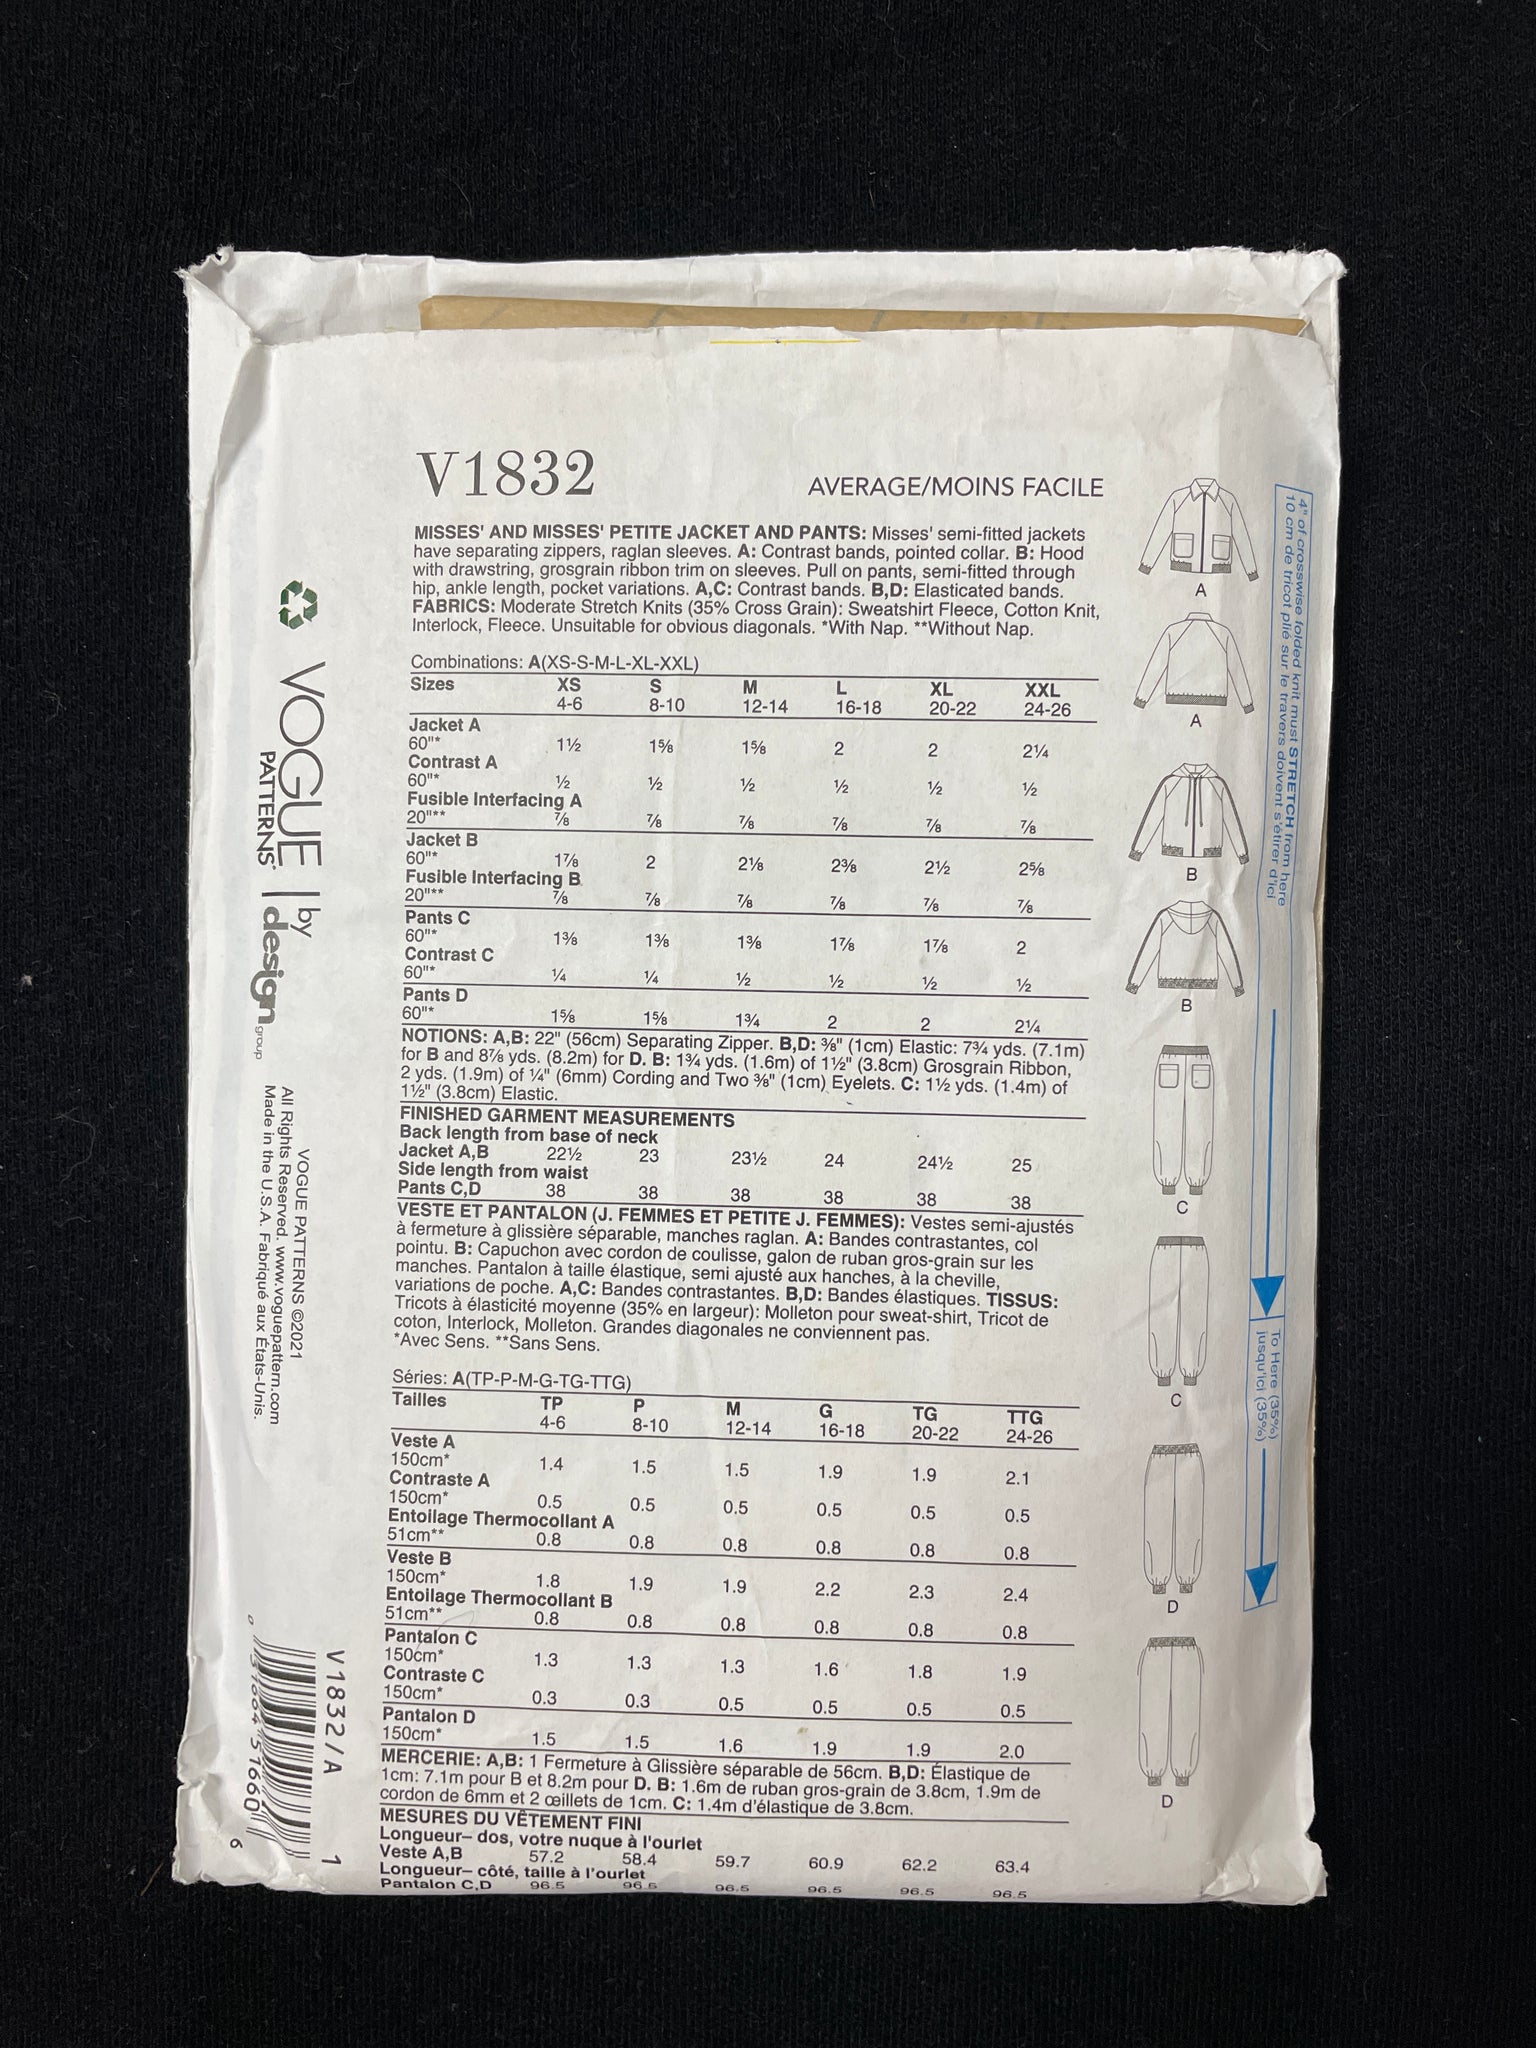 V1832
AVERAGE/MOINS FACILE
MISSES' AND MISSES' PETITE JACKET AND PANTS: Misses' semi-fitted jackets
have separating zippers, raglan sleeves. A: Contrast bands, pointed collar. B: Hood
with drawstring, grosgrain ribbon trim on sleeves. Pull on pants, semi-fitted through
hip, ankle length, pocket variations. A,C: Contrast bands. B,D: Elasticated bands.
FABRICS: Moderate Stretch Knits (35% Cross Grain): Sweatshirt Fleece, Cotton Knit,
Interlock, Fleece. Unsuitable for obvious diagonals. *With Nap. **Without Nap.
Combinations: A(XS-S-M-L-XL-XXL)
Sizes XS S M L XL XXL
4-6 8-10 12-14 16-18 20-22 24-26
Jacket A
60"* 1½ 1⅝ 1⅝ 2 2 2¼
Contrast A
60"* ½ ½ ½ ½ ½ ½
Fusible Interfacing A
20"** ⅞ ⅞ ⅞ ⅞ ⅞ ⅞
Jacket B
60"* 1⅞ 2 2⅛ 2⅜ 2½ 2⅝
Fusible Interfacing B
20"** ⅞ ⅞ ⅞ ⅞ ⅞ ⅞
Pants C
60"* 1⅜ 1⅜ 1⅜ 1⅞ 1⅞ 2
Contrast C
60"* ¼ ¼ ½ ½ ½ ½
Pants D
60"* 1⅝ 1⅝ 1¾ 2 2 2¼
NOTIONS: A,B: 22" (56cm) Separating Zipper. B,D: ⅜" (1cm) Elastic: 7¾ yds. (7.1m)
for B and 8⅞ yds. (8.2m) for D. B: 1¾ yds. (1.6m) of 1½" (3.8cm) Grosgrain Ribbon,
2 yds. (1.9m) of ¼" (6mm) Cording and Two ⅜" (1cm) Eyelets. C: 1½ yds. (1.4m) of
1½" (3.8cm) Elastic.
FINISHED GARMENT MEASUREMENTS
Back length from base of neck
Jacket A,B 22½ 23 23½ 24 24½ 25
Side length from waist
Pants C,D 38 38 38 38 38 38
VESTE ET PANTALON (J. FEMMES ET PETITE J. FEMMES): Vestes semi-ajustés
à fermeture à glissière séparable, manches raglan. A: Bandes contrastantes, col
pointu. B: Capuchon avec cordon de coulisse, galon de ruban gros-grain sur les
manches. Pantalon à taille élastique, semi ajusté aux hanches, à la cheville,
variations de poche. A,C: Bandes contrastantes. B,D: Bandes élastiques. TISSUS:
Tricots à élasticité moyenne (35% en largeur): Molleton pour sweat-shirt, Tricot de
coton, Interlock, Molleton. Grandes diagonales ne conviennent pas.
*Avec Sens. **Sans Sens.
Séries: A(TP-P-M-G-TG-TTG)
Tailles TP P M G TG TTG
4-6 8-10 12-14 16-18 20-22 24-26
Veste A
150cm* 1.4 1.5 1.5 1.9 1.9 2.1
Contraste A
150cm* 0.5 0.5 0.5 0.5 0.5 0.5
Entoilage Thermocollant A
51cm** 0.8 0.8 0.8 0.8 0.8 0.8
Veste B
150cm* 1.8 1.9 1.9 2.2 2.3 2.4
Entoilage Thermocollant B
51cm** 0.8 0.8 0.8 0.8 0.8 0.8
Pantalon C
150cm* 1.3 1.3 1.3 1.6 1.8 1.9
Contraste C
150cm* 0.3 0.3 0.5 0.5 0.5 0.5
Pantalon D
150cm* 1.5 1.5 1.6 1.9 1.9 2.0
MERCERIE: A,B: 1 Fermeture à Glissière séparable de 56cm. B,D: Élastique de
1cm: 7.1m pour B et 8.2m pour D. B: 1.6m de ruban gros-grain de 3.8cm, 1.9m de
cordon de 6mm et 2 œillets de 1cm. C: 1.4m d'élastique de 3.8cm.
MESURES DU VÊTEMENT FINI
Longueur– dos, votre nuque à l'ourlet
Veste A,B 57.2 58.4 59.7 60.9 62.2 63.4
Longueur– côté, taille à l'ourlet
Pantalon C,D 96.5 96.5 96.5 96.5 96.5 96.5
A
A
B
B
C
C
D
D
4" of crosswise folded knit must STRETCH from here
10 cm de tricot plié sur le travers doivent s'étirer d'ici
To Here (35%)
jusqu'ici (35%)
VOGUE
PATTERNS®
by
design
group
VOGUE PATTERNS ©2021
All Rights Reserved. www.voguepattern.com
Made in the U.S.A. Fabriqué aux États-Unis.
V1832/A 1
0 51660 6